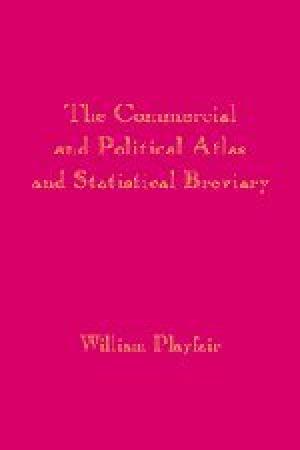 The Commercial
and Political Atlas
and Statistical Breviary
William Playfair